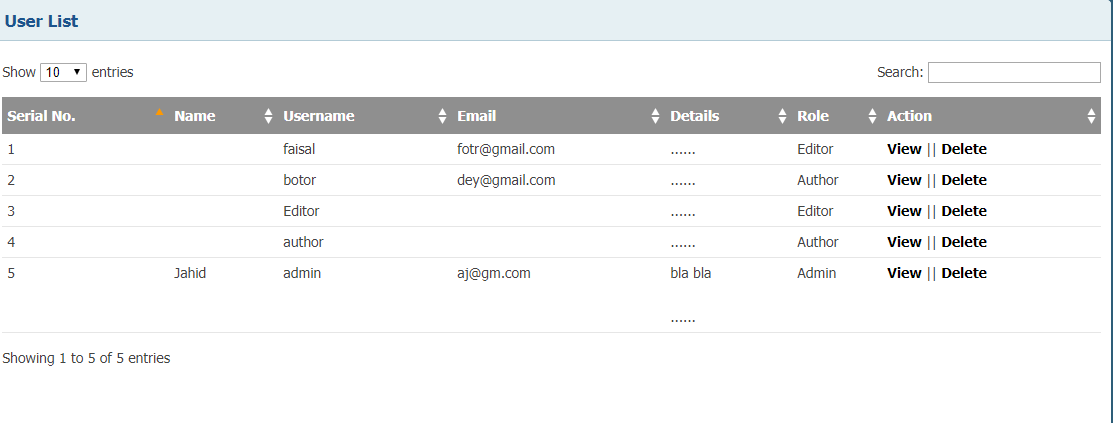 User List
Show 10 entries Search:
Serial No. Name Username Email Details Role Action
1 faisal fotr@gmail.com ...... Editor View || Delete
2 botor dey@gmail.com ...... Author View || Delete
3 Editor ...... Editor View || Delete
4 author ...... Author View || Delete
5 Jahid admin aj@gm.com bla bla Admin View || Delete
......
Showing 1 to 5 of 5 entries